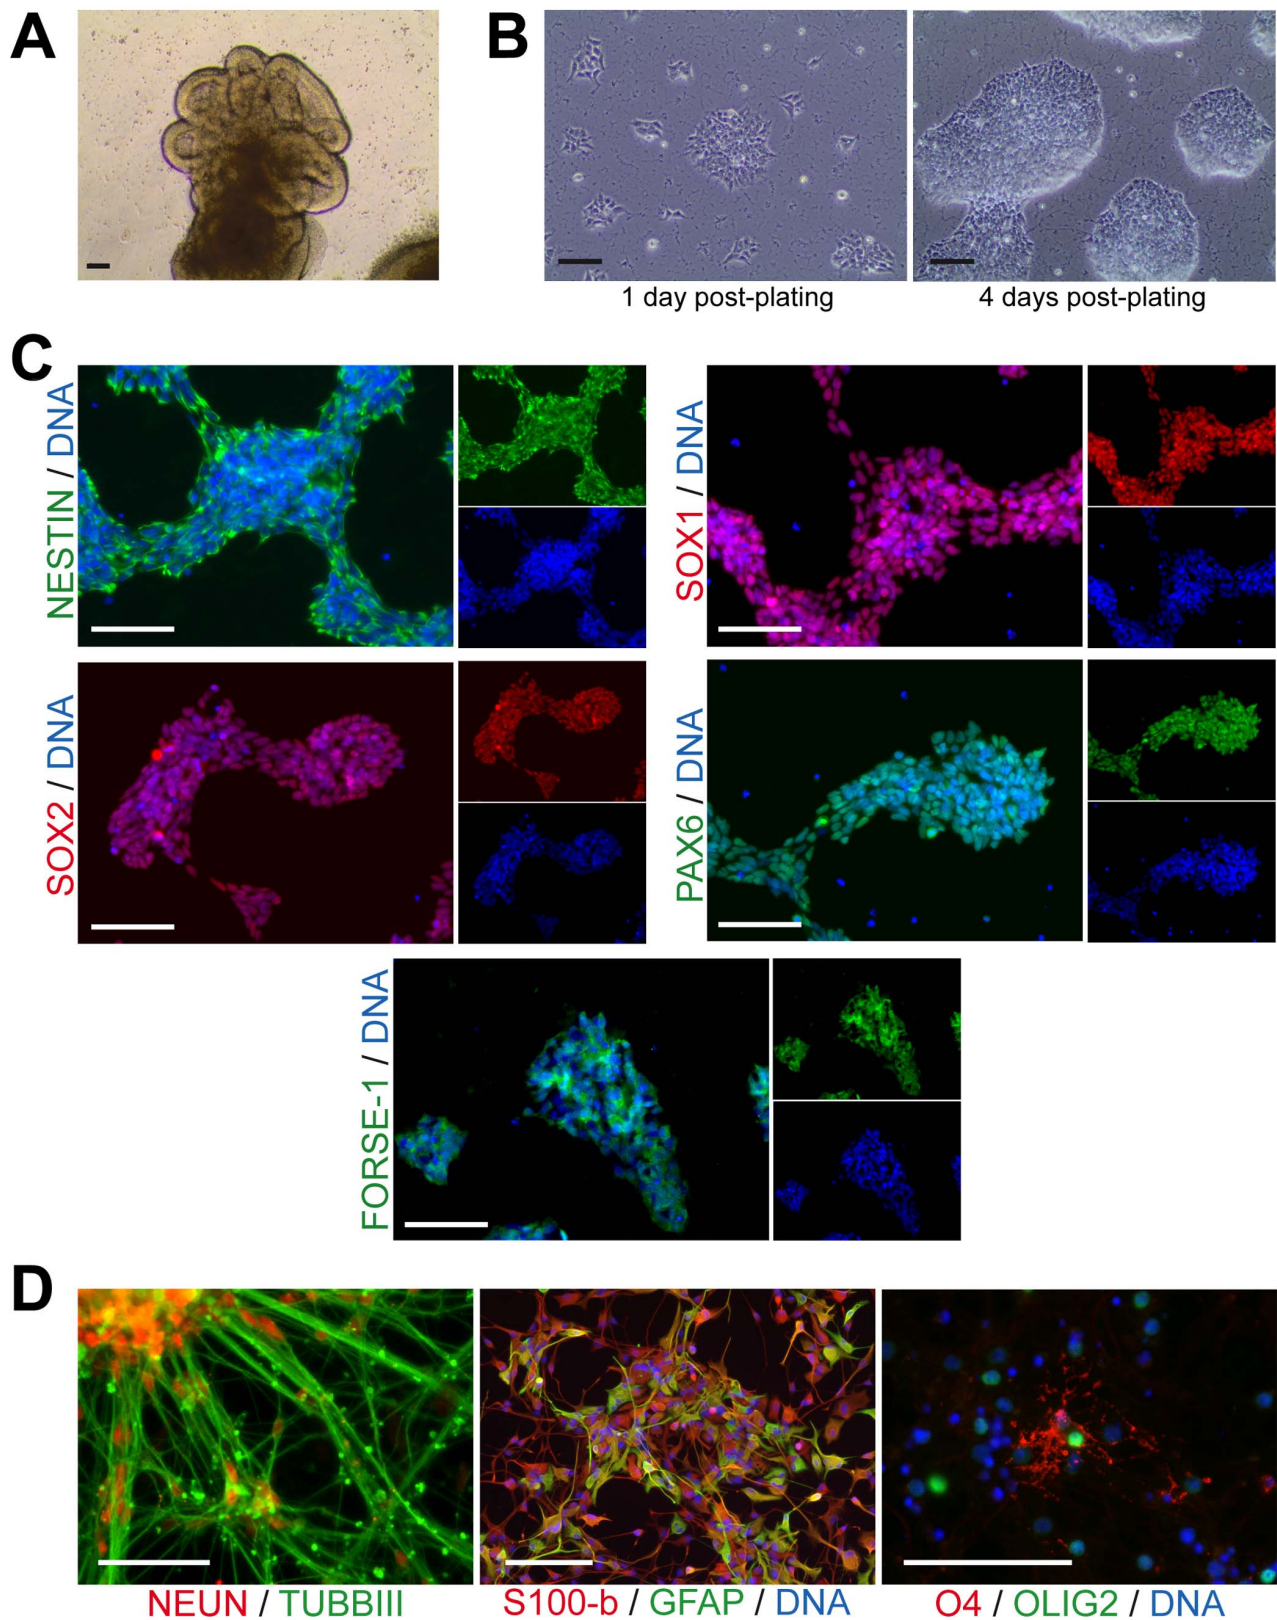 A
B
1 day post-plating
4 days post-plating
C
NESTIN / DNA
SOX1 / DNA
SOX2 / DNA
PAX6 / DNA
FORSE-1 / DNA
D
NEUN / TUBBIII
S100-b / GFAP / DNA
O4 / OLIG2 / DNA